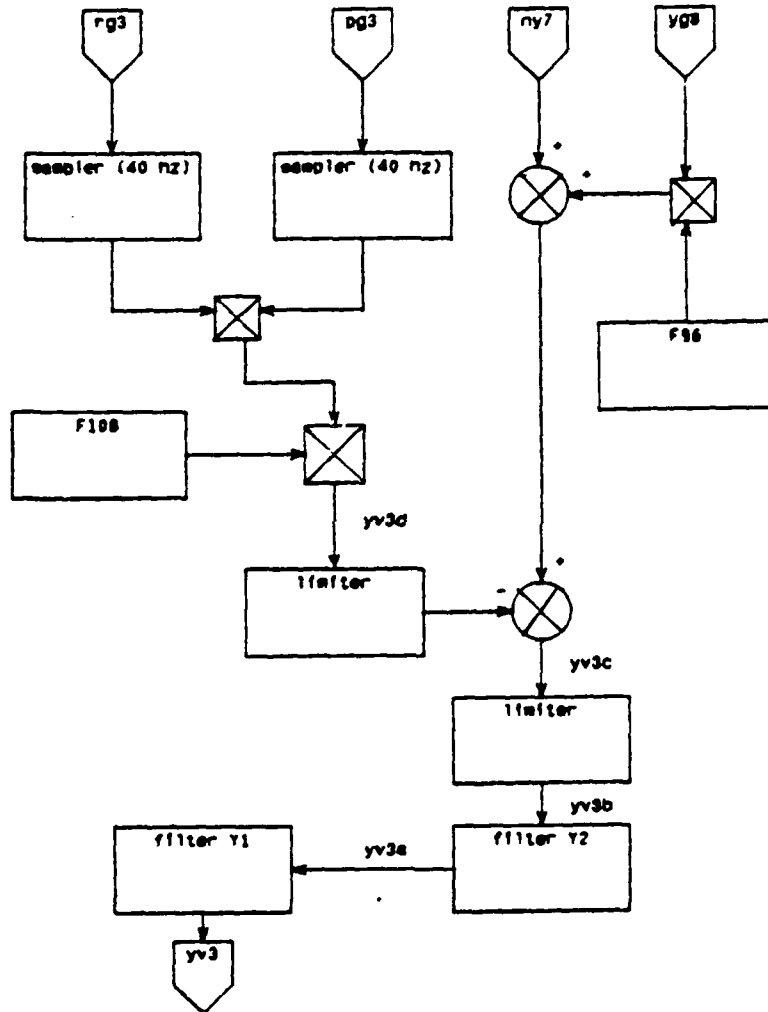 rg3
pg3
ny7
yg8
sampler (40 hz)
sampler (40 hz)
+
+
F96
F108
yv3d
limiter
+
-
yv3c
limiter
yv3b
filter Y1
yv3a
filter Y2
yv3